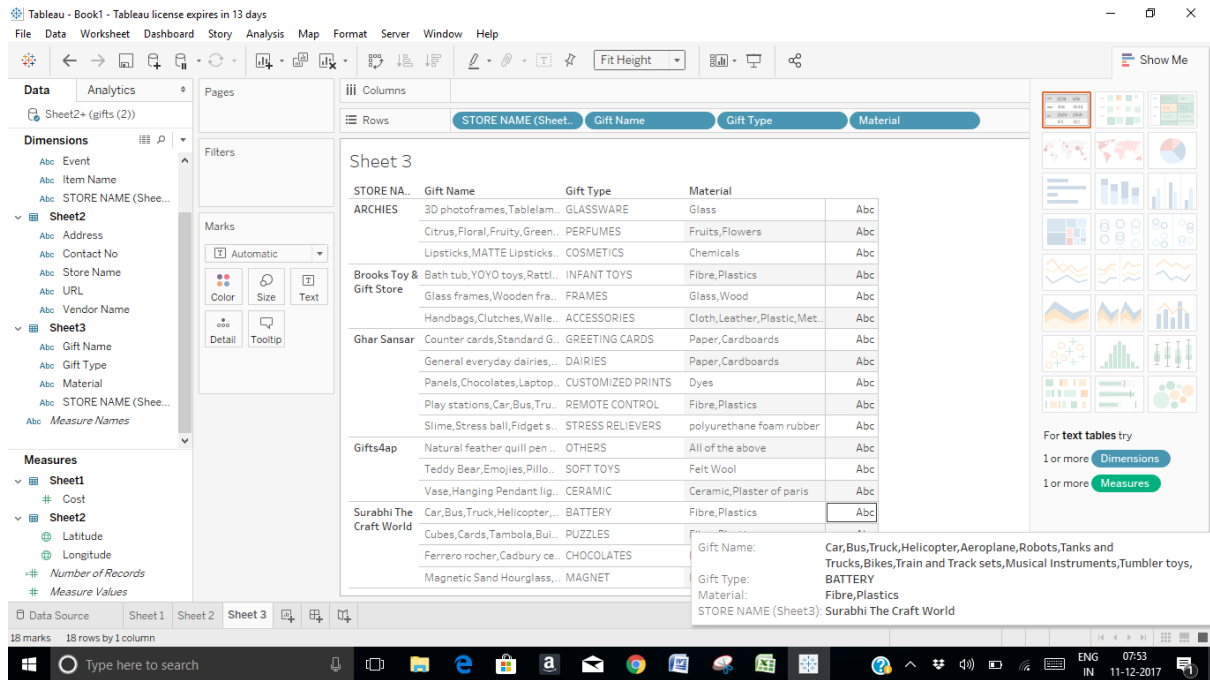 Tableau - Book1 - Tableau license expires in 13 days
File Data Worksheet Dashboard Story Analysis Map Format Server Window Help
Fit Height
Show Me
Data Analytics
Sheet2+ (gifts (2))
Dimensions
Abc Event
Abc Item Name
Abc STORE NAME (Shee...
Sheet2
Abc Address
Abc Contact No
Abc Store Name
Abc URL
Abc Vendor Name
Sheet3
Abc Gift Name
Abc Gift Type
Abc Material
Abc STORE NAME (Shee...
Abc Measure Names
Measures
Sheet1
# Cost
Sheet2
Latitude
Longitude
=# Number of Records
# Measure Values
Pages
Filters
Marks
Automatic
Color Size Text
Detail Tooltip
iii Columns
Rows STORE NAME (Sheet.. Gift Name Gift Type Material
Sheet 3
STORE NA.. Gift Name Gift Type Material
ARCHIES 3D photoframes,Tablelam.. GLASSWARE Glass Abc
Citrus,Floral,Fruity,Green.. PERFUMES Fruits,Flowers Abc
Lipsticks,MATTE Lipsticks.. COSMETICS Chemicals Abc
Brooks Toy & Gift Store Bath tub,YOYO toys,Rattl.. INFANT TOYS Fibre,Plastics Abc
Glass frames,Wooden fra.. FRAMES Glass,Wood Abc
Handbags,Clutches,Walle.. ACCESSORIES Cloth,Leather,Plastic,Met.. Abc
Ghar Sansar Counter cards,Standard G.. GREETING CARDS Paper,Cardboards Abc
General everyday dairies,.. DAIRIES Paper,Cardboards Abc
Panels,Chocolates,Laptop.. CUSTOMIZED PRINTS Dyes Abc
Play stations,Car,Bus,Tru.. REMOTE CONTROL Fibre,Plastics Abc
Slime,Stress ball,Fidget s.. STRESS RELIEVERS polyurethane foam rubber Abc
Gifts4ap Natural feather quill pen .. OTHERS All of the above Abc
Teddy Bear,Emojies,Pillo.. SOFT TOYS Felt Wool Abc
Vase,Hanging Pendant lig.. CERAMIC Ceramic,Plaster of paris Abc
Surabhi The Craft World Car,Bus,Truck,Helicopter,.. BATTERY Fibre,Plastics Abc
Cubes,Cards,Tambola,Bui.. PUZZLES
Ferrero rocher,Cadbury ce.. CHOCOLATES
Magnetic Sand Hourglass,.. MAGNET
Gift Name: Car,Bus,Truck,Helicopter,Aeroplane,Robots,Tanks and
Trucks,Bikes,Train and Track sets,Musical Instruments,Tumbler toys,
Gift Type: BATTERY
Material: Fibre,Plastics
STORE NAME (Sheet3): Surabhi The Craft World
For text tables try
1 or more Dimensions
1 or more Measures
Data Source Sheet 1 Sheet 2 Sheet 3
18 marks 18 rows by 1 column
Type here to search
ENG
IN
07:53
11-12-2017